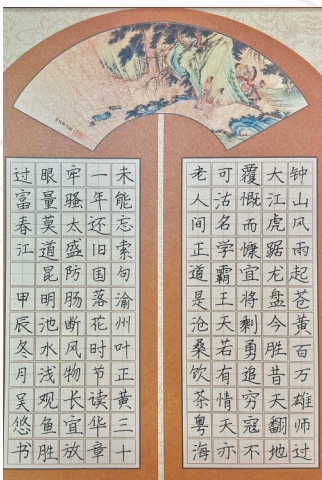 钟山风雨起苍黄百万雄师过
大江虎踞龙盘今胜昔天翻地
覆慨而慷宜将剩勇追穷寇不
可沽名学霸王天若有情天亦
老人间正道是沧桑饮茶粤海
未能忘索句渝州叶正黄三十
一年还旧国落花时节读华章
牢骚太盛防肠断风物长宜放
眼量莫道昆明池水浅观鱼胜
过富春江 甲辰冬月吴悠书